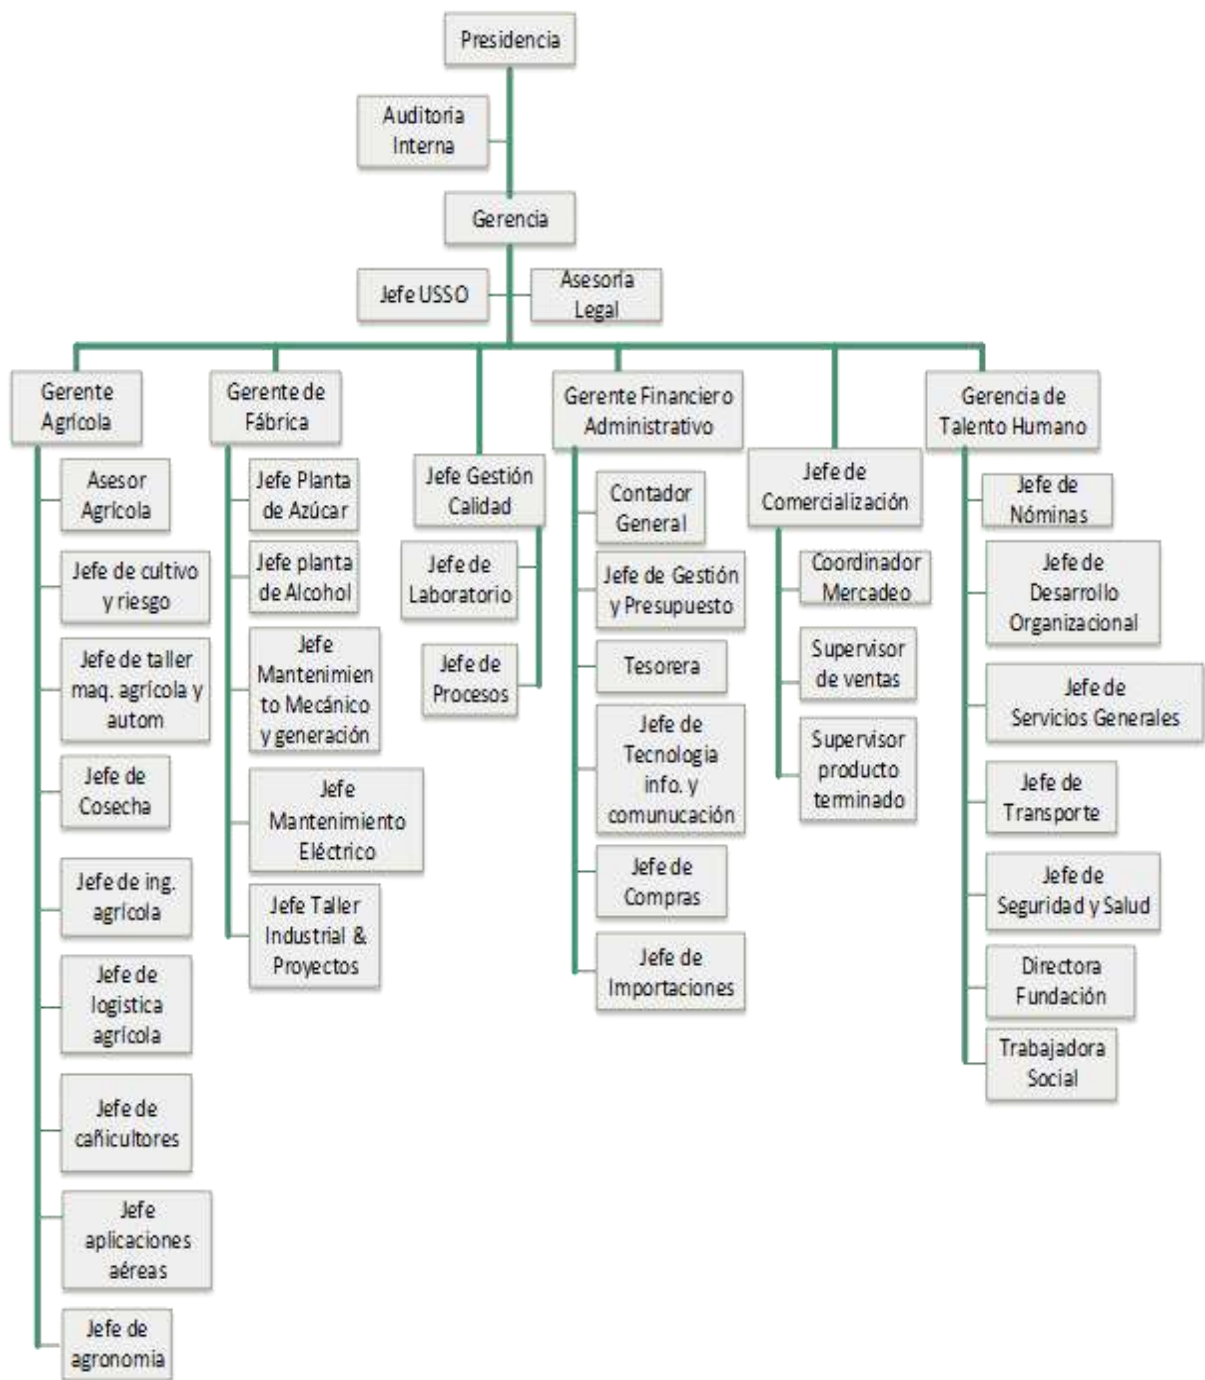 Presidencia
Auditoria
Interna
Gerencia
Jefe USSO
Asesoría
Legal
Gerente
Agrícola
Asesor
Agrícola
Jefe de cultivo
y riesgo
Jefe de taller
maq. agrícola y
autom
Jefe de
Cosecha
Jefe de ing.
agrícola
Jefe de
logistica
agrícola
Jefe de
cañicultores
Jefe
aplicaciones
aéreas
Jefe de
agronomia
Gerente de
Fábrica
Jefe Planta
de Azúcar
Jefe planta
de Alcohol
Jefe
Mantenimien
to Mecánico
y generación
Jefe
Mantenimiento
Eléctrico
Jefe Taller
Industrial &
Proyectos
Jefe Gestión
Calidad
Jefe de
Laboratorio
Jefe de
Procesos
Gerente Financiero
Administrativo
Contador
General
Jefe de Gestión
y Presupuesto
Tesorera
Jefe de
Tecnologia
info. y
comunucación
Jefe de
Compras
Jefe de
Importaciones
Jefe de
Comercialización
Coordinador
Mercadeo
Supervisor
de ventas
Supervisor
producto
terminado
Gerencia de
Talento Humano
Jefe de
Nóminas
Jefe de
Desarrollo
Organizacional
Jefe de
Servicios Generales
Jefe de
Transporte
Jefe de
Seguridad y Salud
Directora
Fundación
Trabajadora
Social